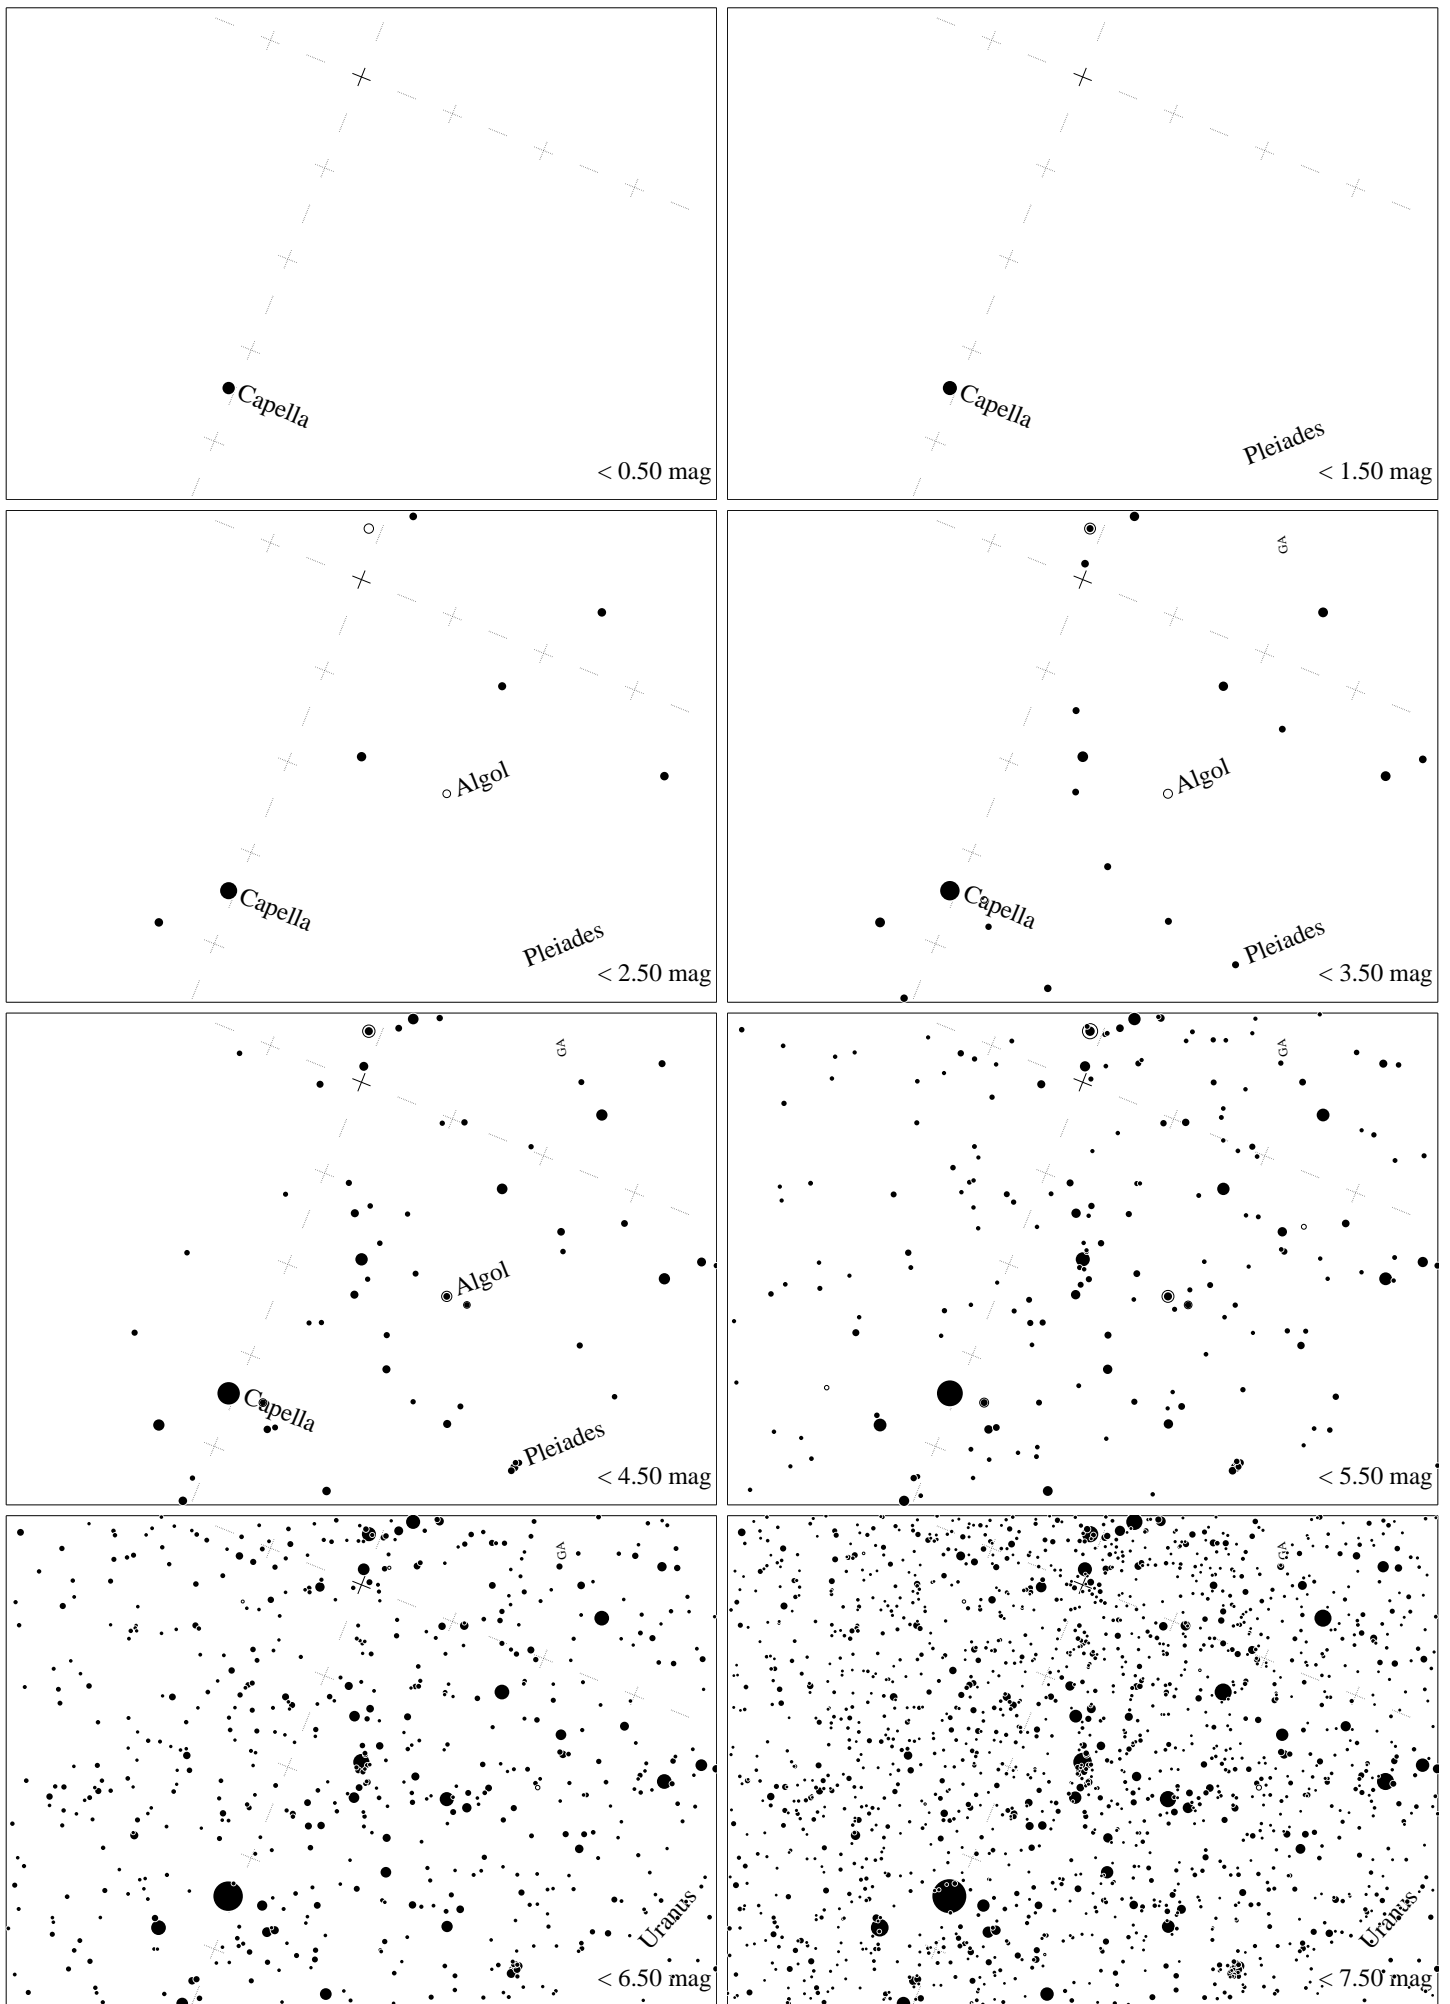 Capella
< 0.50 mag
Capella
Pleiades
< 1.50 mag
Algol
Capella
Pleiades
< 2.50 mag
GA
Algol
Capella
Pleiades
< 3.50 mag
GA
Algol
Capella
Pleiades
< 4.50 mag
GA
< 5.50 mag
GA
Uranus
< 6.50 mag
GA
Uranus
< 7.50 mag